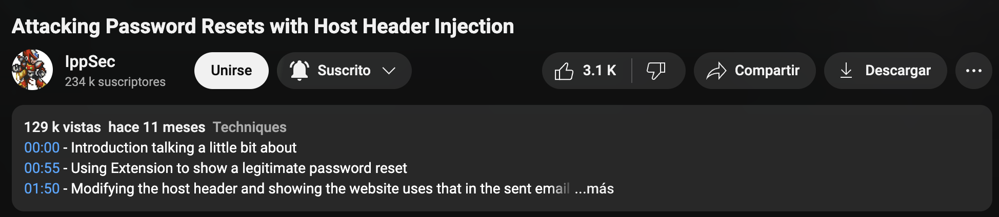 Attacking Password Resets with Host Header Injection
IppSec
234 k suscriptores
Unirse
Suscrito
3.1 K
Compartir
Descargar
129 k vistas hace 11 meses Techniques
00:00 - Introduction talking a little bit about
00:55 - Using Extension to show a legitimate password reset
01:50 - Modifying the host header and showing the website uses that in the sent email ...más